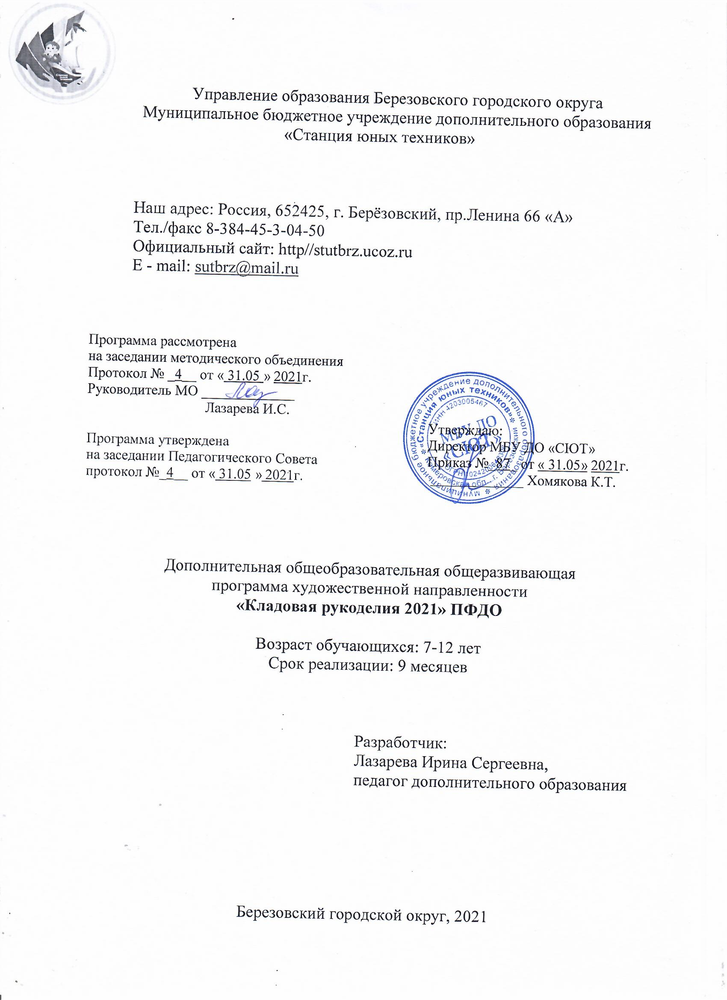 Управление образования Березовского городского округа
Муниципальное бюджетное учреждение дополнительного образования
«Станция юных техников»
Наш адрес: Россия, 652425, г. Берёзовский, пр.Ленина 66 «А»
Тел./факс 8-384-45-3-04-50
Официальный сайт: http//stutbrz.ucoz.ru
E - mail: sutbrz@mail.ru
Программа рассмотрена
на заседании методического объединения
Протокол № _4__ от « 31.05 » 2021г.
Руководитель МО _____________
Лазарева И.С.
Программа утверждена
на заседании Педагогического Совета
протокол №_4__ от « 31.05 » 2021г.
Утверждаю:
Директор МБУ ДО «СЮТ»
Приказ №_87_ от « 31.05» 2021г.
_____________ Хомякова К.Т.
муниципальное бюджетное учреждение дополнительного образования
«Станция юных техников»
Кемеровская обл., г. Березовский
ИНН 4203005467
МБУ ДО
«СЮТ»
Дополнительная общеобразовательная общеразвивающая
программа художественной направленности
«Кладовая рукоделия 2021» ПФДО
Возраст обучающихся: 7-12 лет
Срок реализации: 9 месяцев
Разработчик:
Лазарева Ирина Сергеевна,
педагог дополнительного образования
Березовский городской округ, 2021